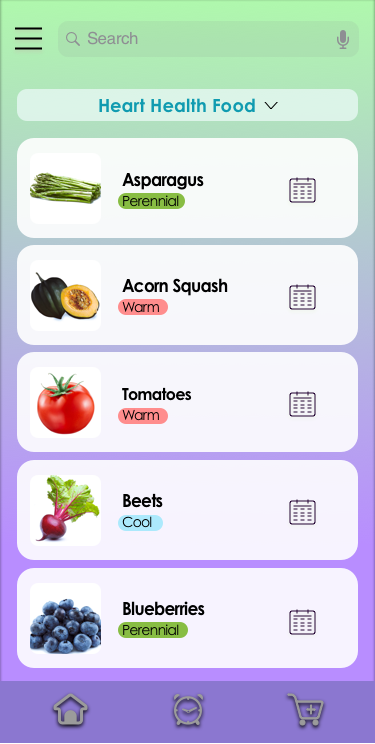 Search
Heart Health Food
Asparagus
Perennial
Acorn Squash
Warm
Tomatoes
Warm
Beets
Cool
Blueberries
Perennial